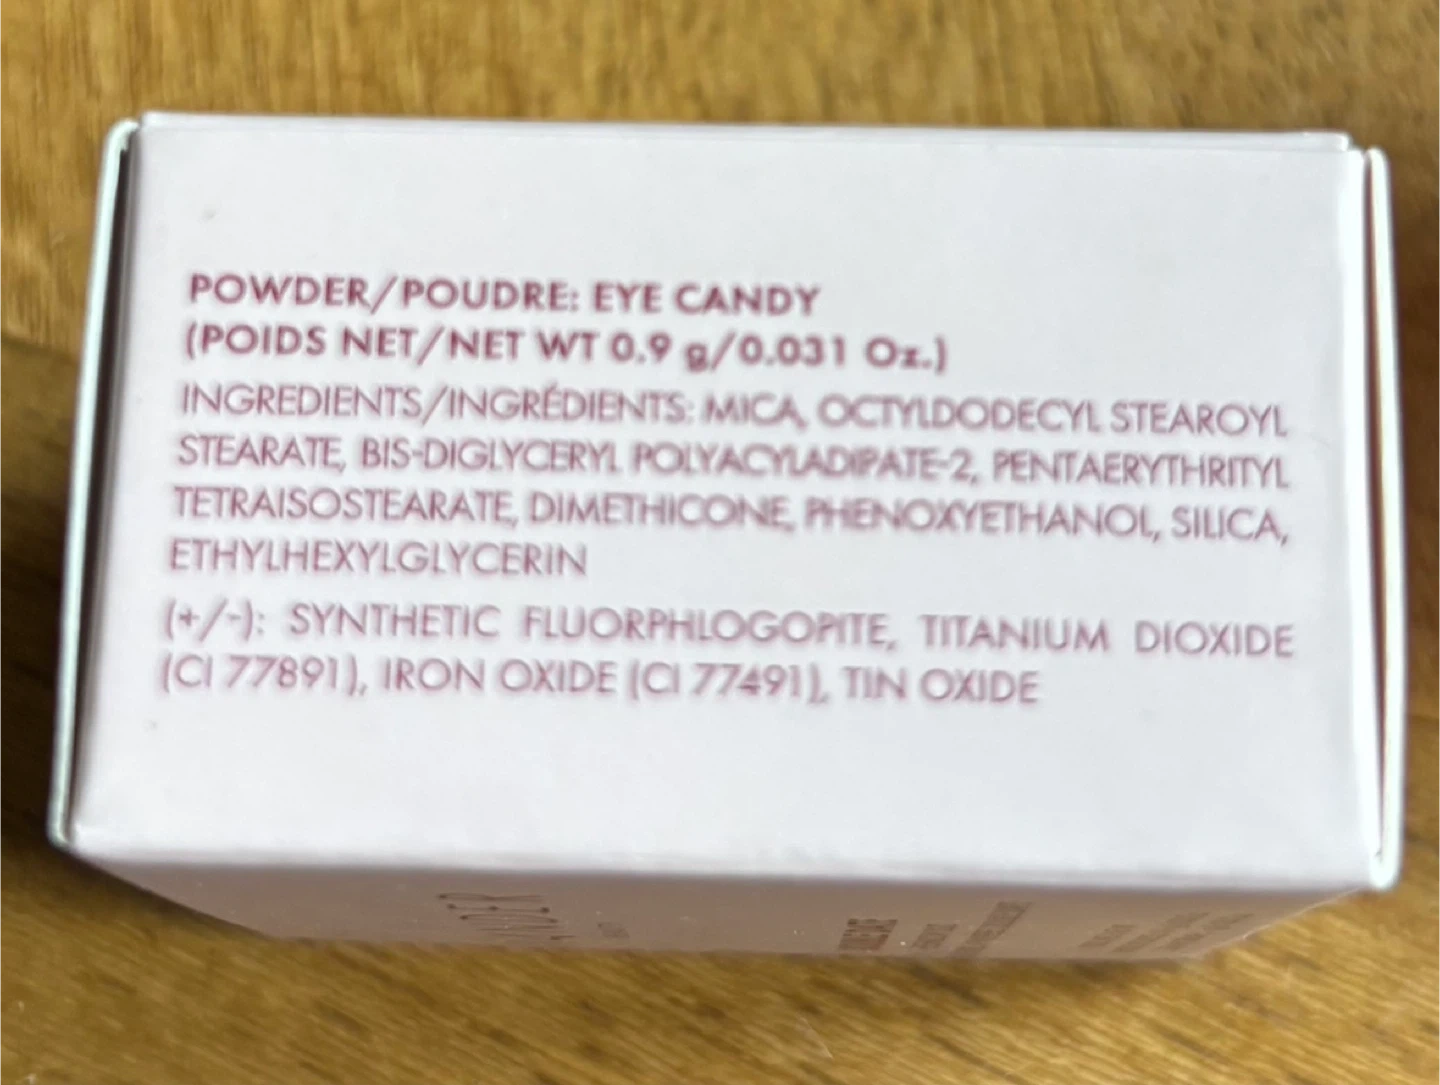 POWDER/POUDRE: EYE CANDY
(POIDS NET/NET WT 0.9 g/0.031 Oz.)
INGREDIENTS/INGRÉDIENTS: MICA, OCTYLDODECYL STEAROYL
STEARATE, BIS-DIGLYCERYL POLYACYLADIPATE-2, PENTAERYTHRITYL
TETRAISOSTEARATE, DIMETHICONE, PHENOXYETHANOL, SILICA,
ETHYLHEXYLGLYCERIN
(+/-): SYNTHETIC FLUORPHLOGOPITE, TITANIUM DIOXIDE
(CI 77891), IRON OXIDE (CI 77491), TIN OXIDE